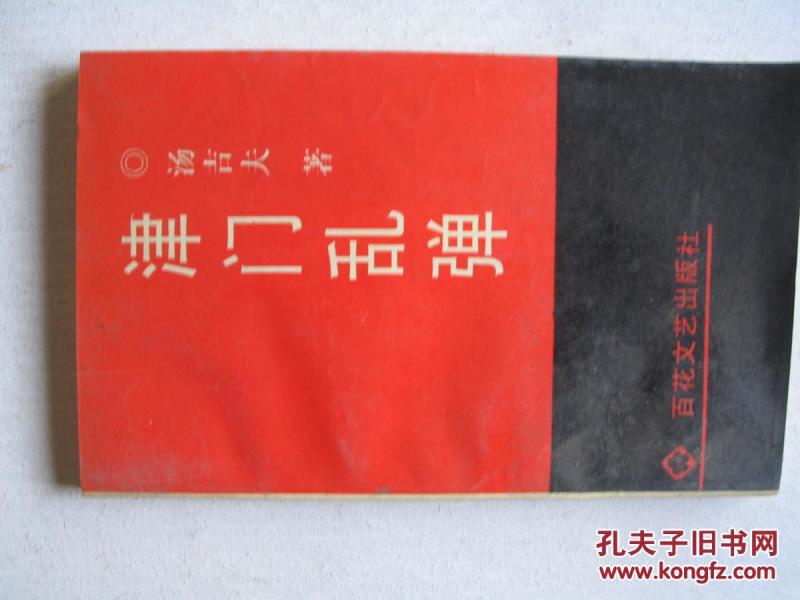 ◎ 汤吉夫 著
津门乱弹
百花文艺出版社
孔夫子旧书网
www.kongfz.com